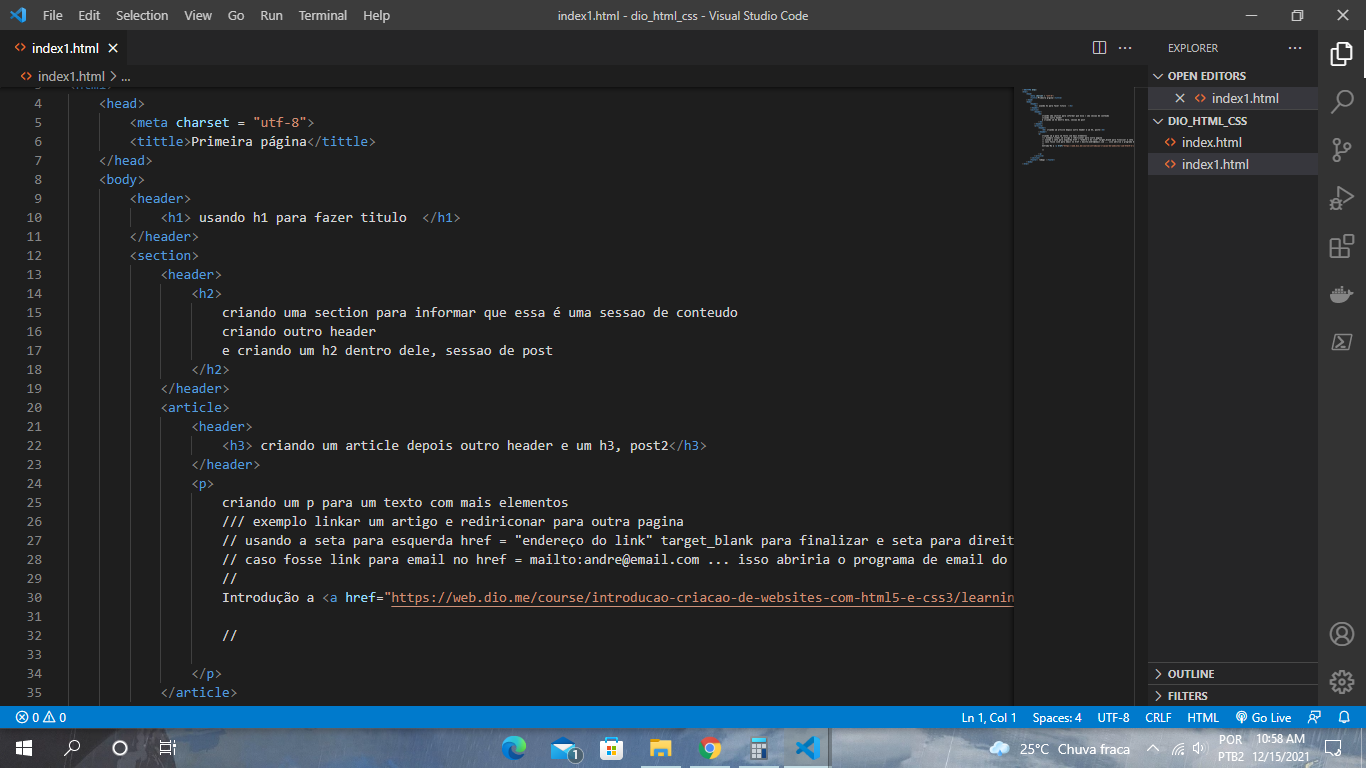 File Edit Selection View Go Run Terminal Help
index1.html - dio_html_css - Visual Studio Code
index1.html
index1.html > ...
EXPLORER
OPEN EDITORS
index1.html
DIO_HTML_CSS
index.html
index1.html
OUTLINE
FILTERS
3 <html>
4 <head>
5 <meta charset = "utf-8">
6 <tittle>Primeira página</tittle>
7 </head>
8 <body>
9 <header>
10 <h1> usando h1 para fazer titulo </h1>
11 </header>
12 <section>
13 <header>
14 <h2>
15 criando uma section para informar que essa é uma sessao de conteudo
16 criando outro header
17 e criando um h2 dentro dele, sessao de post
18 </h2>
19 </header>
20 <article>
21 <header>
22 <h3> criando um article depois outro header e um h3, post2</h3>
23 </header>
24 <p>
25 criando um p para um texto com mais elementos
26 /// exemplo linkar um artigo e rediriconar para outra pagina
27 // usando a seta para esquerda href = "endereço do link" target_blank para finalizar e seta para direit
28 // caso fosse link para email no href = mailto:andre@email.com ... isso abriria o programa de email do
29 //
30 Introdução a <a href="https://web.dio.me/course/introducao-criacao-de-websites-com-html5-e-css3/learnin
31
32 //
33
34 </p>
35 </article>
0 0
Ln 1, Col 1 Spaces: 4 UTF-8 CRLF HTML Go Live
1
25°C Chuva fraca
POR
PTB2
10:58 AM
12/15/2021